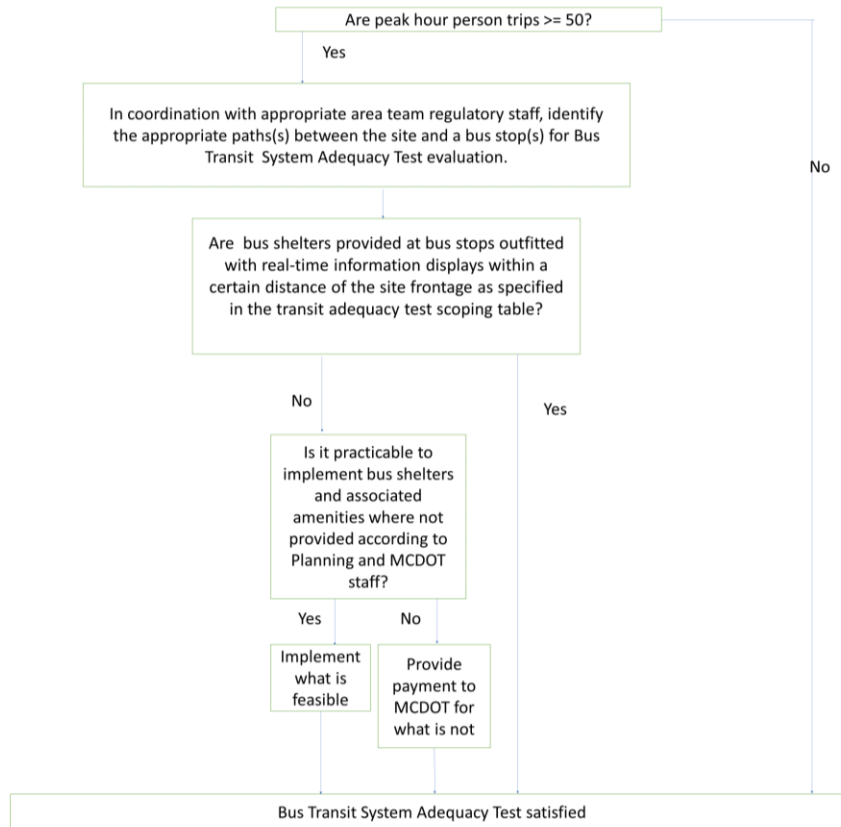 Are peak hour person trips >= 50?
Yes
In coordination with appropriate area team regulatory staff, identify
the appropriate paths(s) between the site and a bus stop(s) for Bus
Transit System Adequacy Test evaluation.
No
Are bus shelters provided at bus stops outfitted
with real-time information displays within a
certain distance of the site frontage as specified
in the transit adequacy test scoping table?
No
Yes
Is it practicable to
implement bus shelters
and associated
amenities where not
provided according to
Planning and MCDOT
staff?
Yes
No
Implement
what is
feasible
Provide
payment to
MCDOT for
what is not
Bus Transit System Adequacy Test satisfied